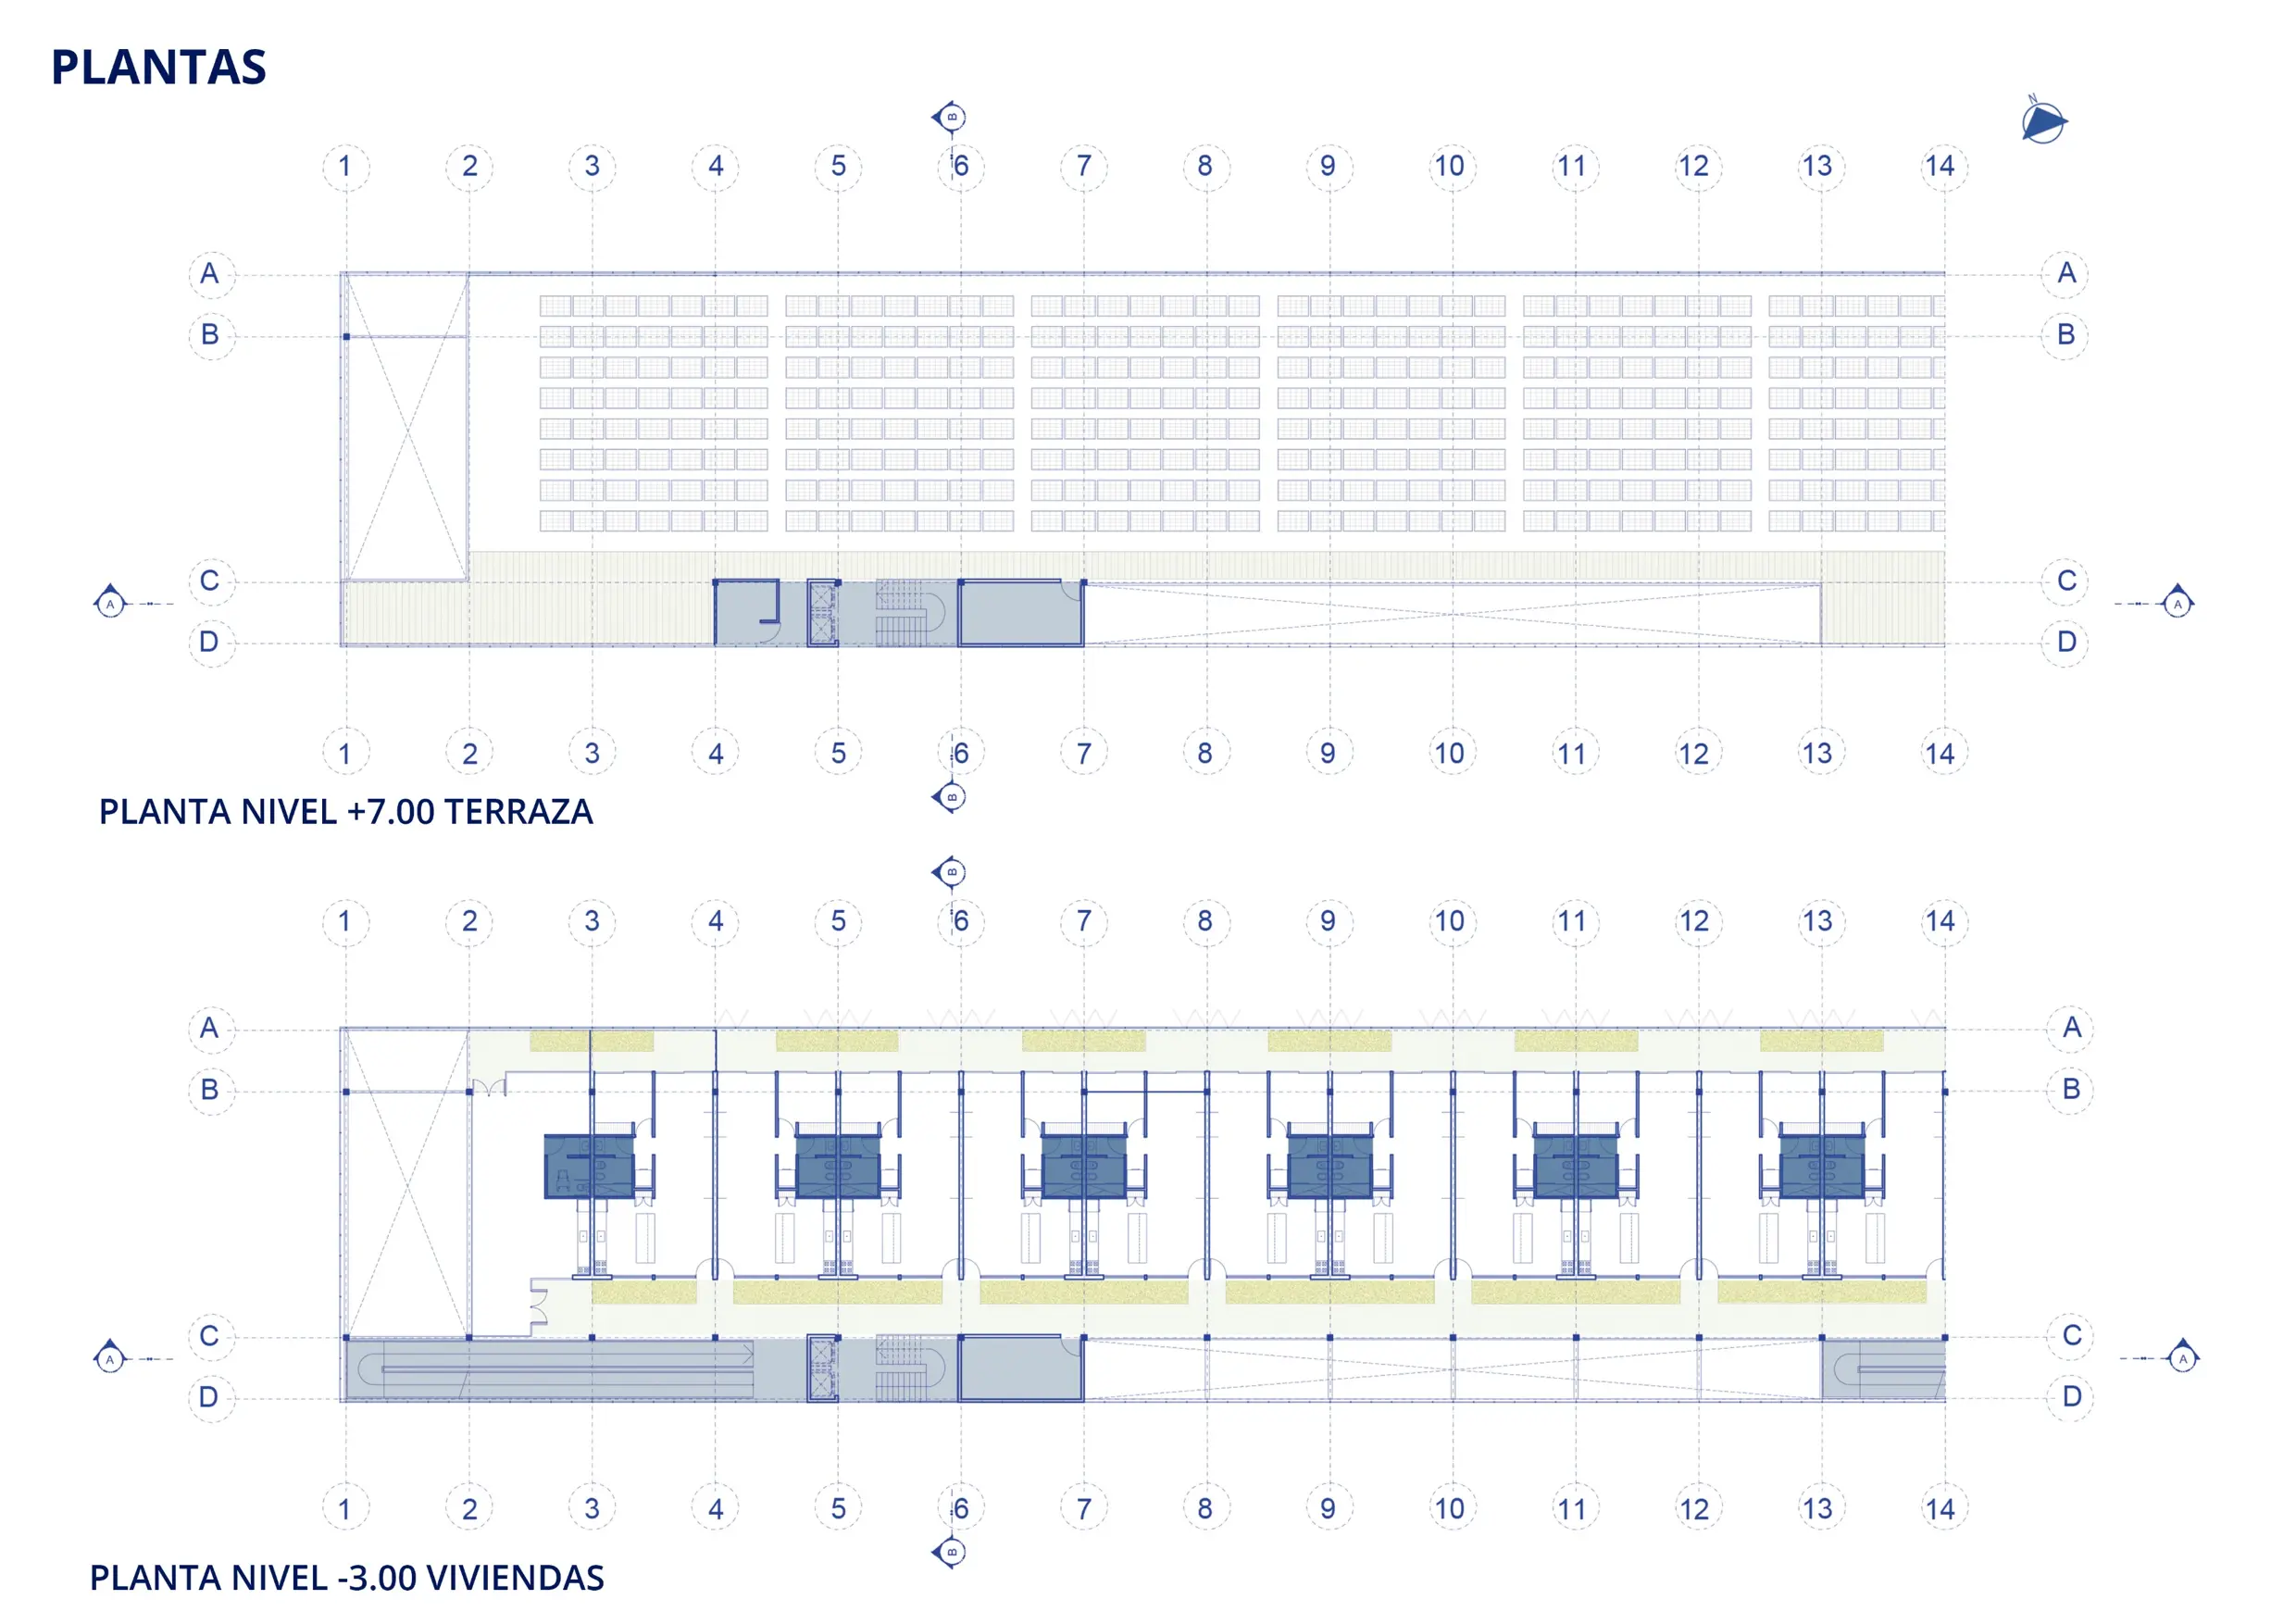 PLANTAS
N
B
1 2 3 4 5 6 7 8 9 10 11 12 13 14
A A
B B
C C
A A
D D
1 2 3 4 5 6 7 8 9 10 11 12 13 14
B
PLANTA NIVEL +7.00 TERRAZA
B
1 2 3 4 5 6 7 8 9 10 11 12 13 14
A A
B B
C C
A A
D D
1 2 3 4 5 6 7 8 9 10 11 12 13 14
B
PLANTA NIVEL -3.00 VIVIENDAS